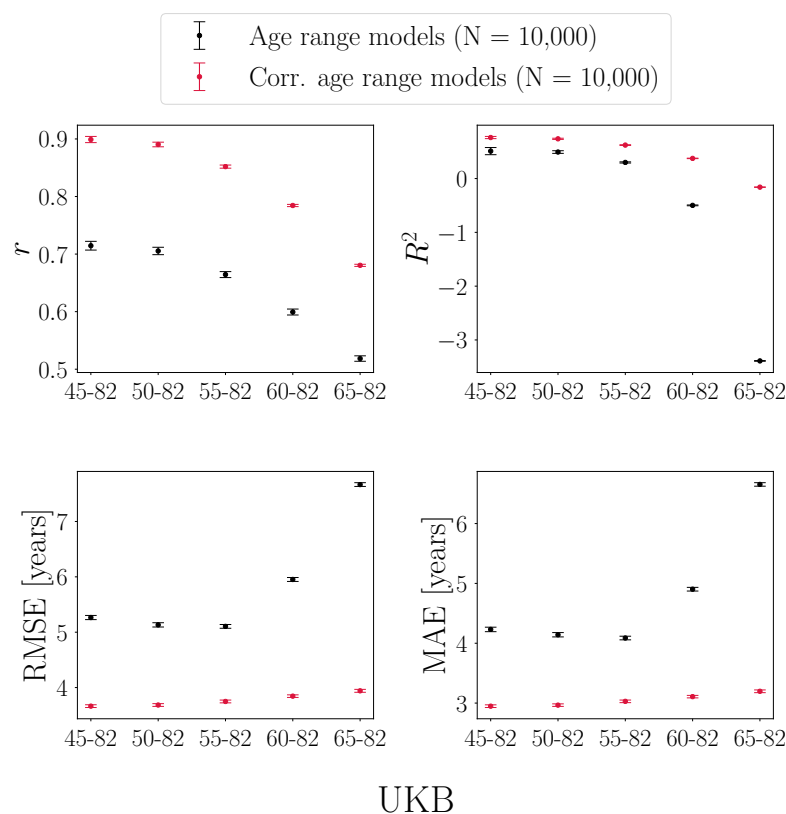 Age range models (N = 10,000)
Corr. age range models (N = 10,000)
0.9
0.8
0.7
0.6
0.5
r
45-82 50-82 55-82 60-82 65-82
0
−1
−2
−3
R²
45-82 50-82 55-82 60-82 65-82
7
6
5
4
RMSE [years]
45-82 50-82 55-82 60-82 65-82
6
5
4
3
MAE [years]
45-82 50-82 55-82 60-82 65-82
UKB